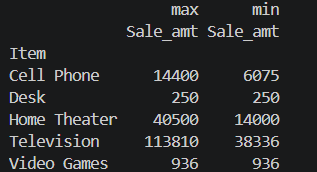 max min
Sale_amt Sale_amt
Item
Cell Phone 14400 6075
Desk 250 250
Home Theater 40500 14000
Television 113810 38336
Video Games 936 936